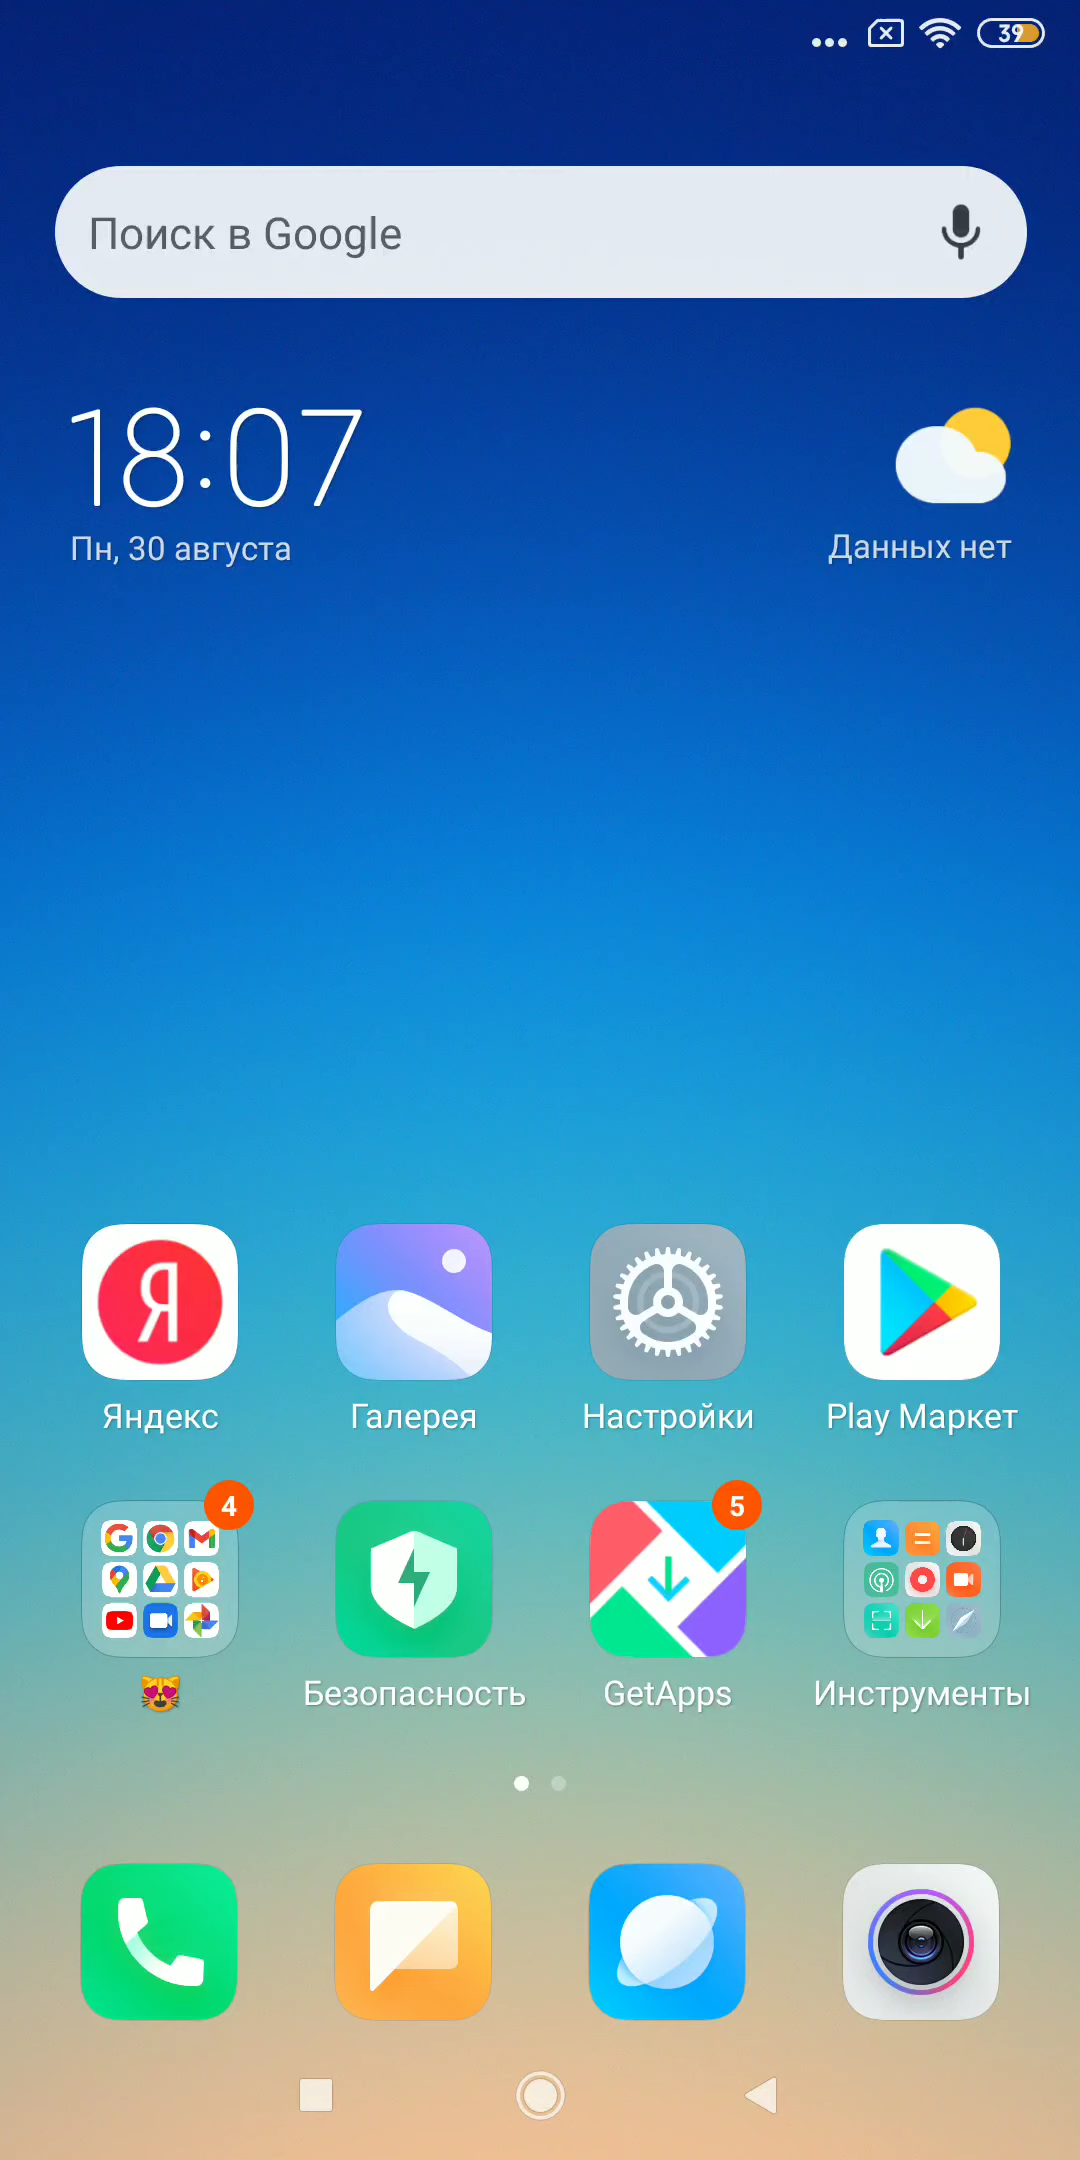 39
Поиск в Google
18:07
Пн, 30 августа
Данных нет
Я
Яндекс
Галерея
Настройки
Play Маркет
4
5
Безопасность
GetApps
Инструменты